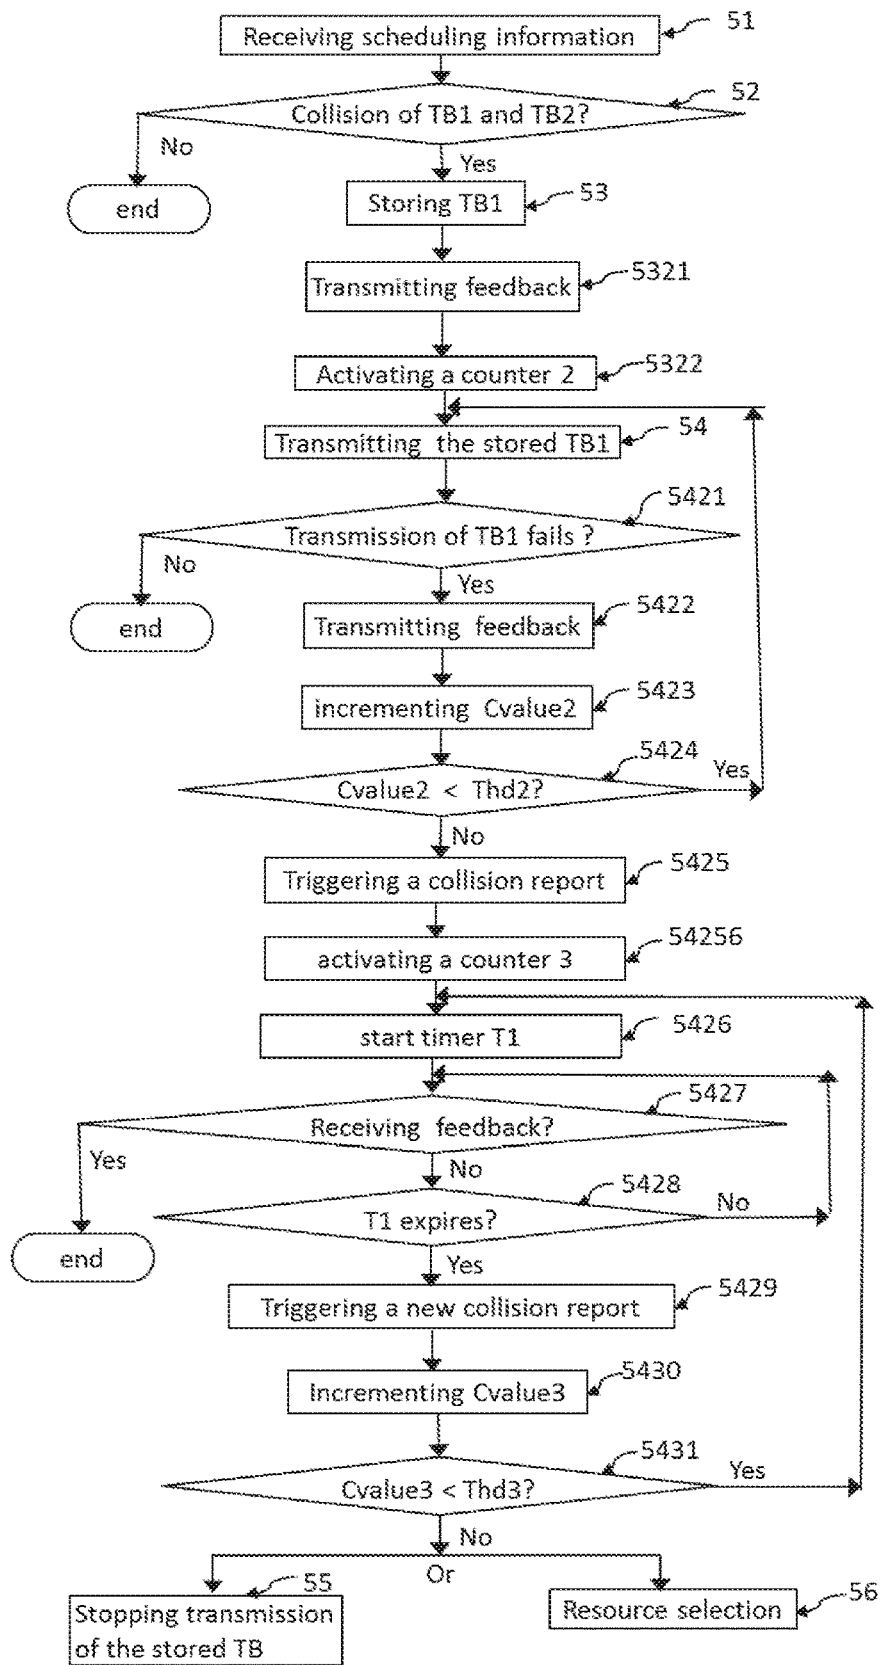 51
Receiving scheduling information
52
Collision of TB1 and TB2?
No
Yes
end
53
Storing TB1
5321
Transmitting feedback
5322
Activating a counter 2
54
Transmitting the stored TB1
5421
Transmission of TB1 fails ?
No
Yes
end
5422
Transmitting feedback
5423
incrementing Cvalue2
5424
Cvalue2 < Thd2?
Yes
No
5425
Triggering a collision report
54256
activating a counter 3
5426
start timer T1
5427
Receiving feedback?
Yes
No
5428
T1 expires?
No
end
Yes
5429
Triggering a new collision report
5430
Incrementing Cvalue3
5431
Cvalue3 < Thd3?
Yes
No
Or
55
Stopping transmission
of the stored TB
56
Resource selection